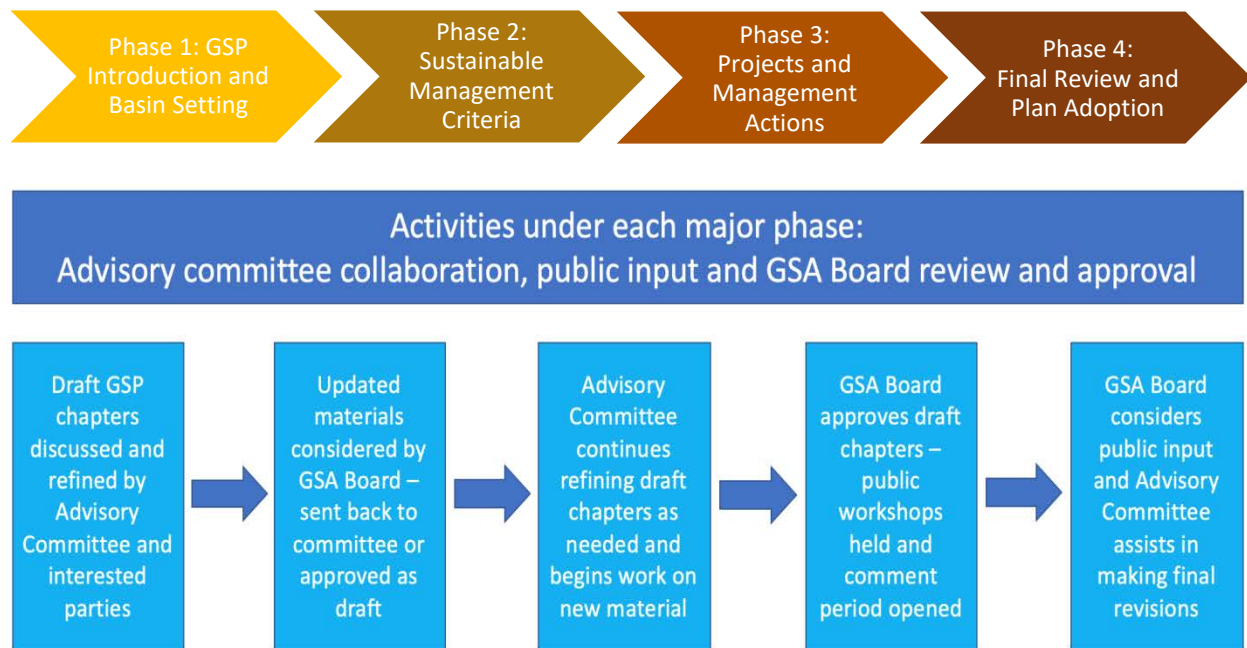 Phase 1: GSP
Introduction and
Basin Setting
Phase 2:
Sustainable
Management
Criteria
Phase 3:
Projects and
Management
Actions
Phase 4:
Final Review and
Plan Adoption
Activities under each major phase:
Advisory committee collaboration, public input and GSA Board review and approval
Draft GSP
chapters
discussed and
refined by
Advisory
Committee and
interested
parties
Updated
materials
considered by
GSA Board –
sent back to
committee or
approved as
draft
Advisory
Committee
continues
refining draft
chapters as
needed and
begins work on
new material
GSA Board
approves draft
chapters –
public
workshops
held and
comment
period opened
GSA Board
considers
public input
and Advisory
Committee
assists in
making final
revisions